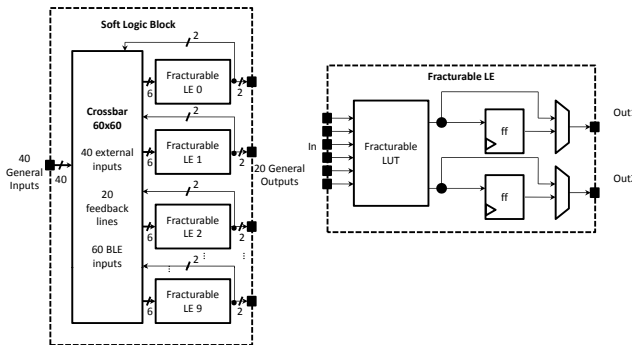 Soft Logic Block
2
Crossbar
60x60
40 external
inputs
20
feedback
lines
60 BLE
inputs
40
General
Inputs
40
6
Fracturable
LE 0
2
2
6
Fracturable
LE 1
2
20 General
Outputs
2
6
Fracturable
LE 2
2
2
6
Fracturable
LE 9
2
Fracturable LE
In
Fracturable
LUT
ff
ff